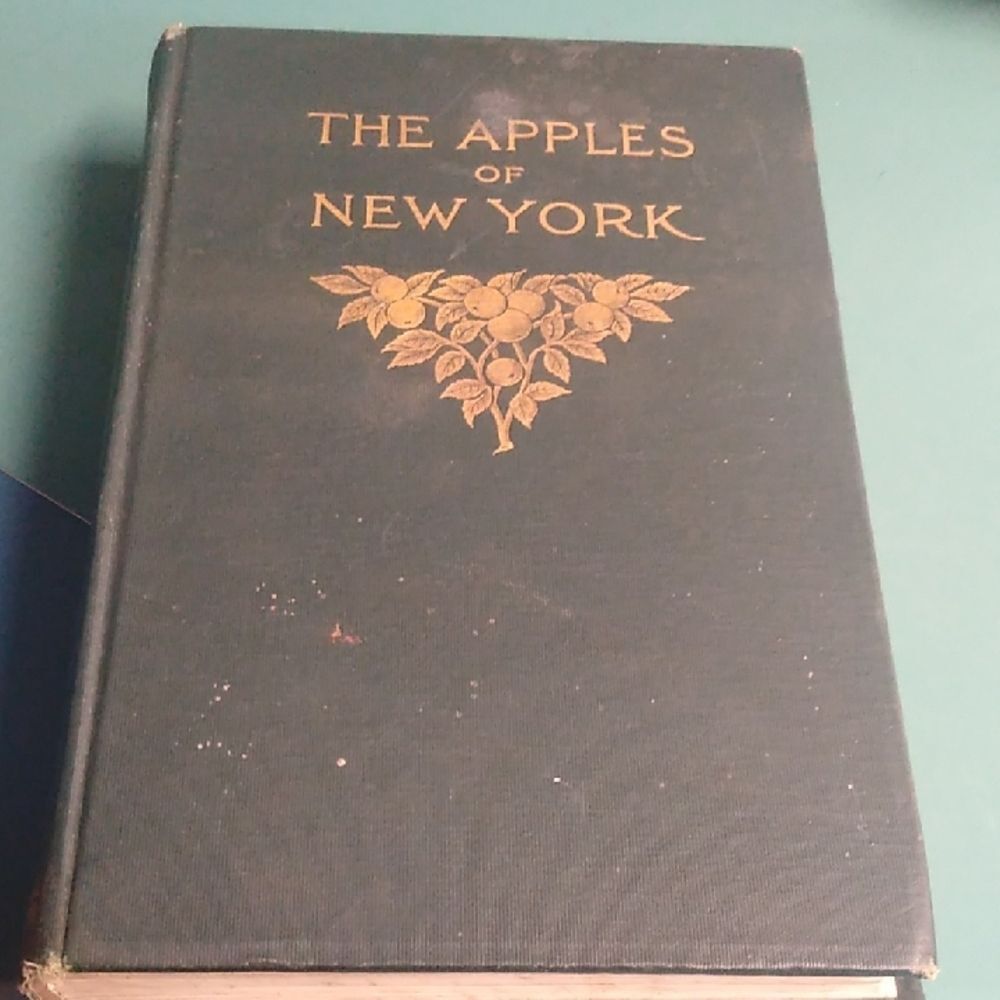 THE APPLES
OF
NEW YORK